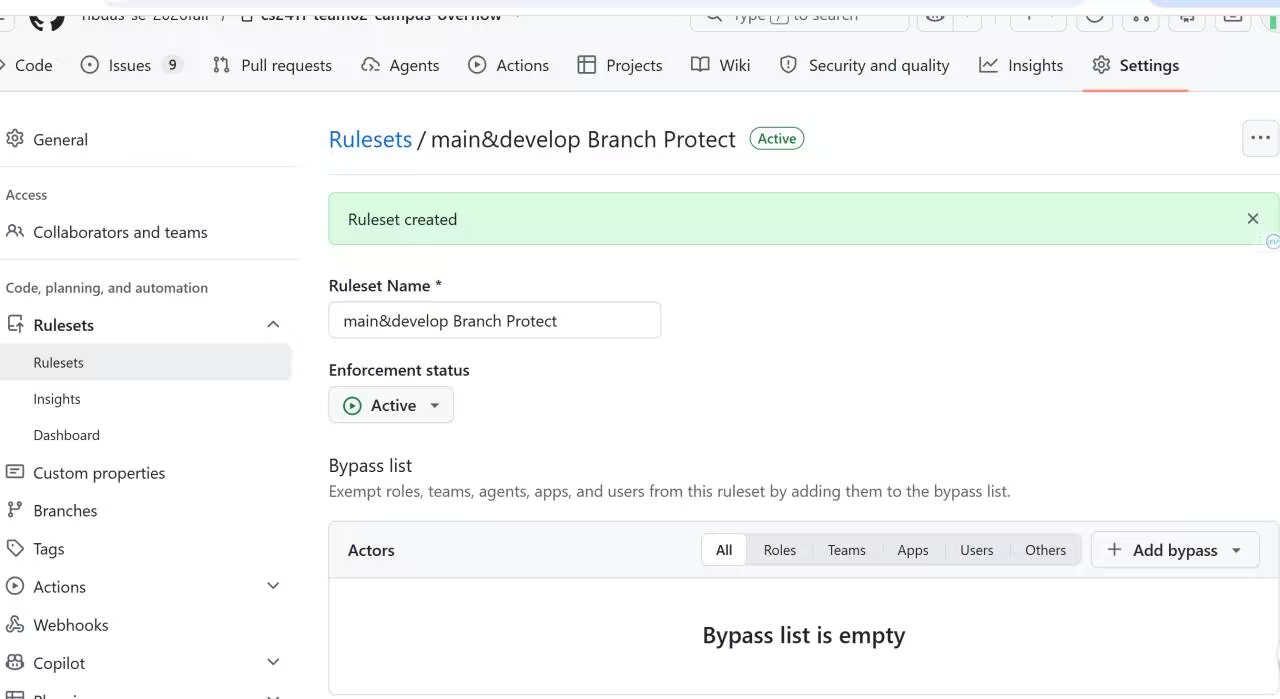 Type / to search
Code Issues 9 Pull requests Agents Actions Projects Wiki Security and quality Insights Settings
General
Rulesets / main&develop Branch Protect Active
Access
Ruleset created
Collaborators and teams
Code, planning, and automation
Ruleset Name *
Rulesets
main&develop Branch Protect
Rulesets
Enforcement status
Insights
Active
Dashboard
Bypass list
Custom properties
Exempt roles, teams, agents, apps, and users from this ruleset by adding them to the bypass list.
Branches
Tags
Actors All Roles Teams Apps Users Others Add bypass
Actions
Webhooks
Bypass list is empty
Copilot